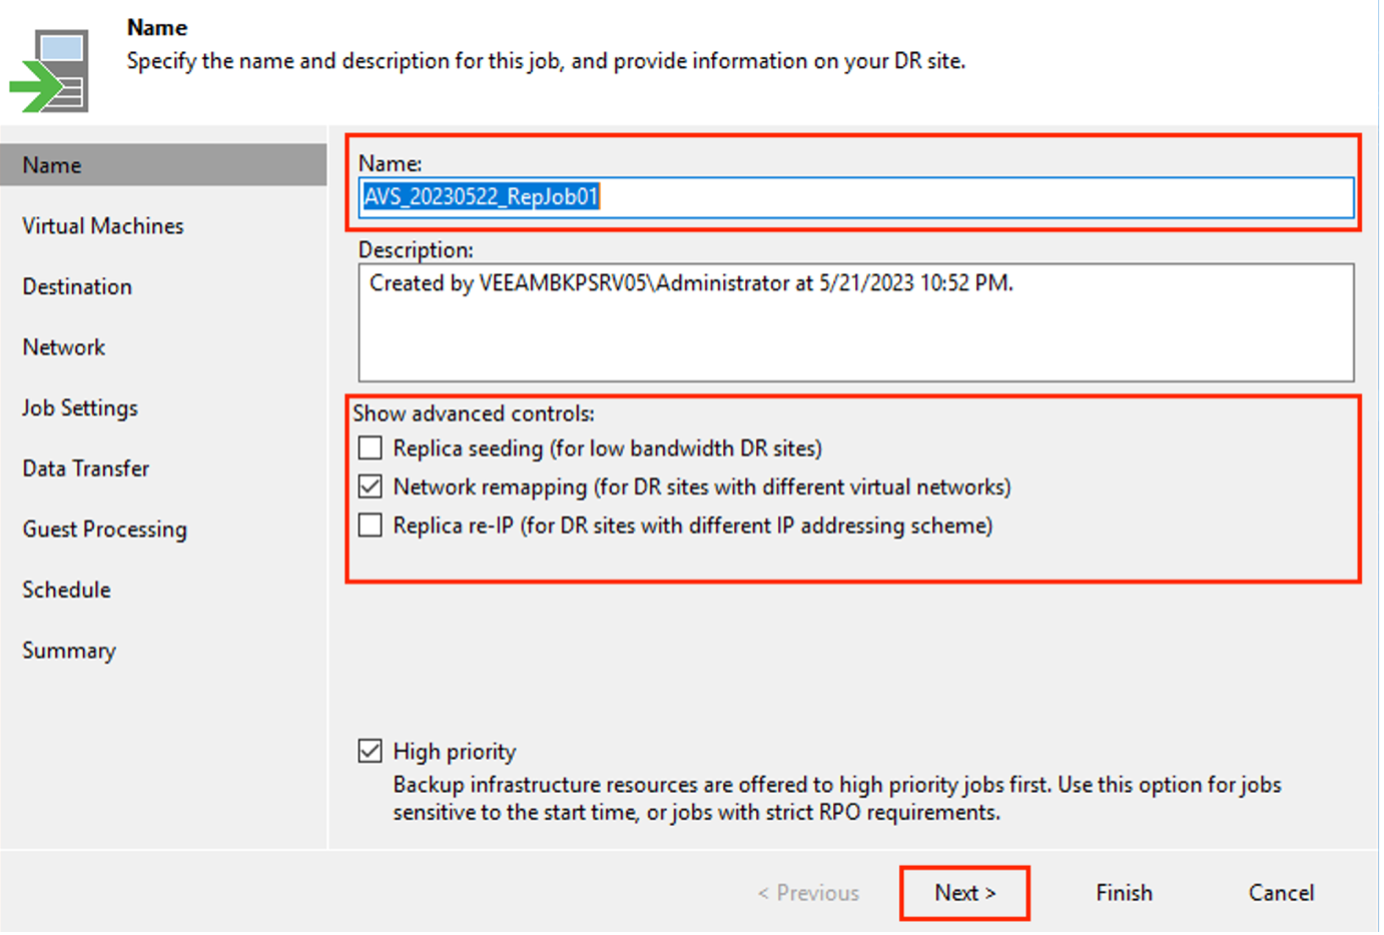 Name
Specify the name and description for this job, and provide information on your DR site.
Name
Virtual Machines
Destination
Network
Job Settings
Data Transfer
Guest Processing
Schedule
Summary
Name:
AVS_20230522_RepJob01
Description:
Created by VEEAMBKPSRV05\Administrator at 5/21/2023 10:52 PM.
Show advanced controls:
Replica seeding (for low bandwidth DR sites)
Network remapping (for DR sites with different virtual networks)
Replica re-IP (for DR sites with different IP addressing scheme)
High priority
Backup infrastructure resources are offered to high priority jobs first. Use this option for jobs
sensitive to the start time, or jobs with strict RPO requirements.
< Previous
Next >
Finish
Cancel